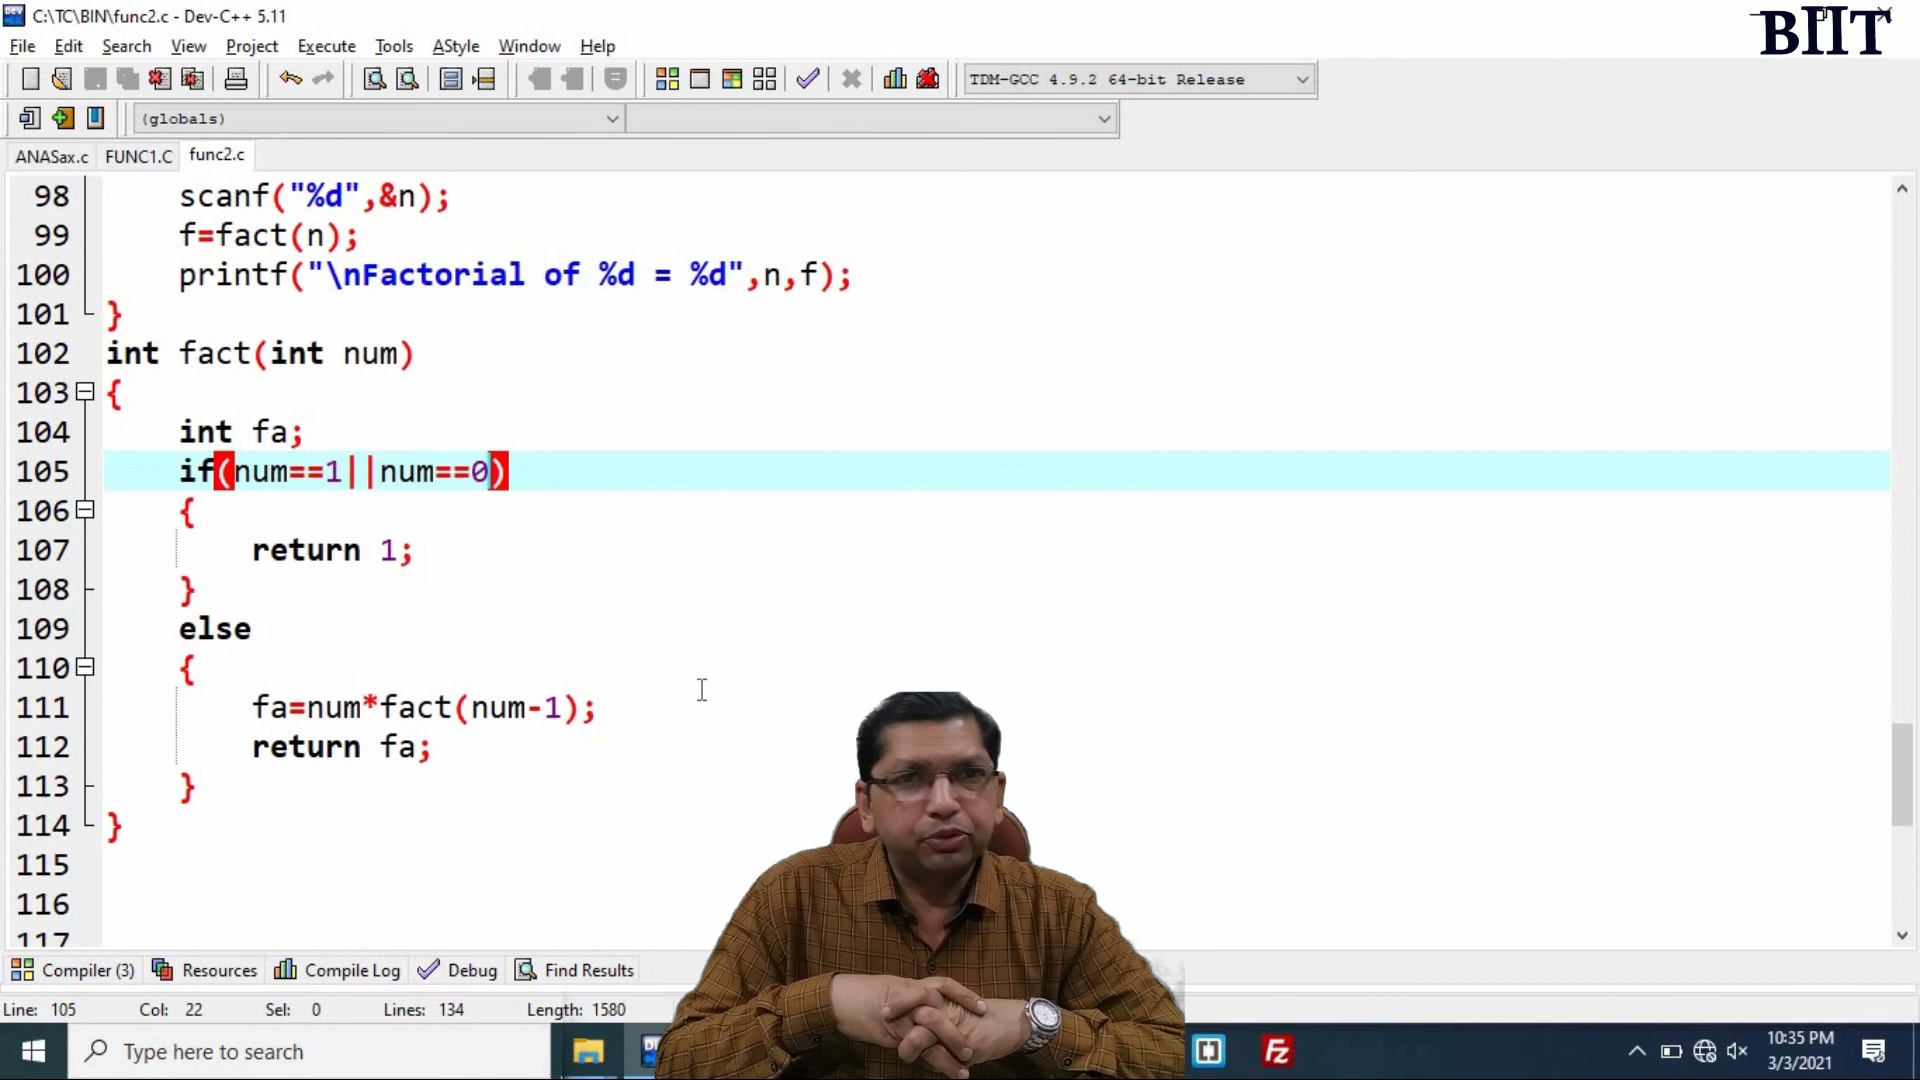 C:\TC\BIN\func2.c - Dev-C++ 5.11
BIIT
File Edit Search View Project Execute Tools AStyle Window Help
TDM-GCC 4.9.2 64-bit Release
(globals)
ANASax.c FUNC1.C func2.c
98 scanf("%d",&n);
99 f=fact(n);
100 printf("\nFactorial of %d = %d",n,f);
101 }
102 int fact(int num)
103 {
104 int fa;
105 if(num==1||num==0)
106 {
107 return 1;
108 }
109 else
110 {
111 fa=num*fact(num-1);
112 return fa;
113 }
114 }
115
116
117
Compiler (3) Resources Compile Log Debug Find Results
Line: 105 Col: 22 Sel: 0 Lines: 134 Length: 1580
Type here to search
10:35 PM
3/3/2021